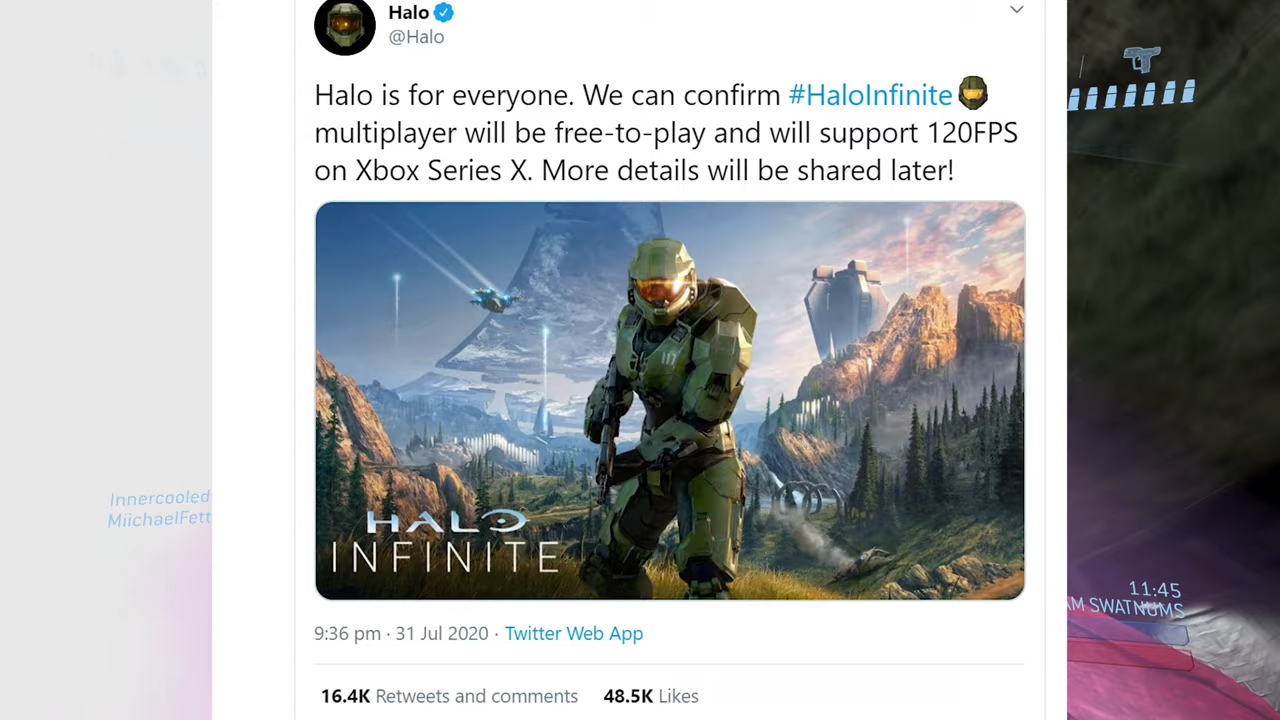 Halo
@Halo
Halo is for everyone. We can confirm #HaloInfinite
multiplayer will be free-to-play and will support 120FPS
on Xbox Series X. More details will be shared later!
117
HALO
INFINITE
9:36 pm · 31 Jul 2020 · Twitter Web App
16.4K Retweets and comments 48.5K Likes
Innercooled
MiichaelFett
11:45
SWATNUMS